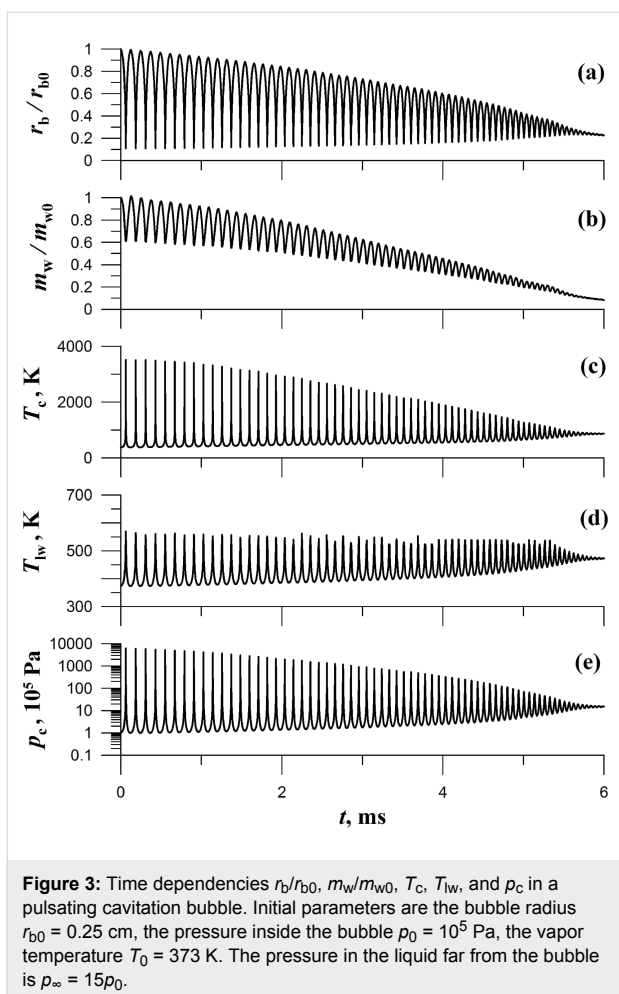 1
0.8
0.6
0.4
0.2
0
r_b / r_b0
(a)
1
0.8
0.6
0.4
0.2
0
m_w / m_w0
(b)
4000
2000
0
T_c, K
(c)
700
500
300
T_lw, K
(d)
10000
1000
100
10
1
0.1
p_c, 10⁵ Pa
(e)
0 2 4 6
t, ms
Figure 3: Time dependencies r_b/r_b0, m_w/m_w0, T_c, T_lw, and p_c in a
pulsating cavitation bubble. Initial parameters are the bubble radius
r_b0 = 0.25 cm, the pressure inside the bubble p_0 = 10⁵ Pa, the vapor
temperature T_0 = 373 K. The pressure in the liquid far from the bubble
is p_∞ = 15p_0.